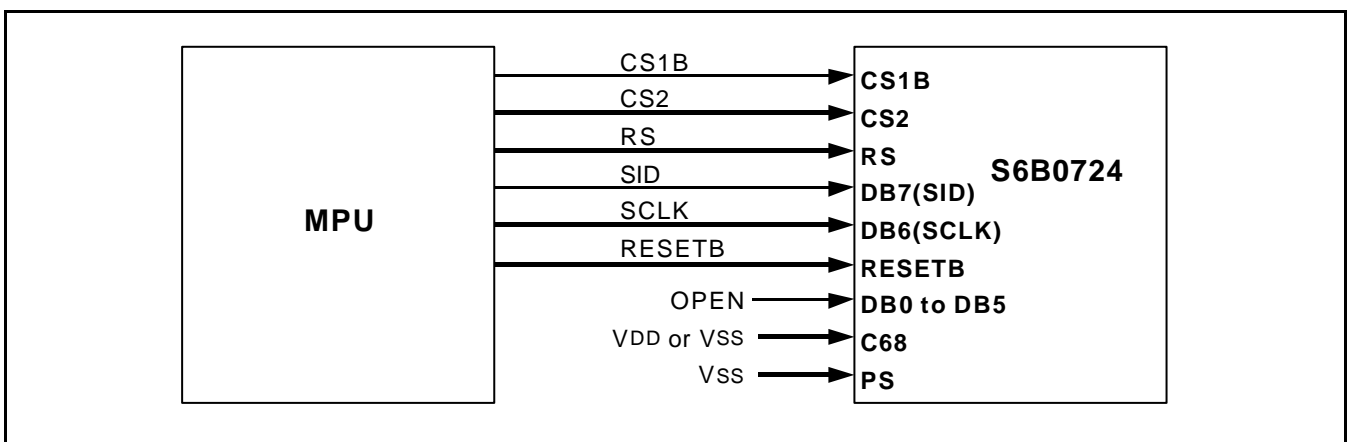 MPU
CS1B
CS2
RS
SID
SCLK
RESETB
OPEN
VDD or VSS
VSS
CS1B
CS2
RS
DB7(SID)
DB6(SCLK)
RESETB
DB0 to DB5
C68
PS
S6B0724